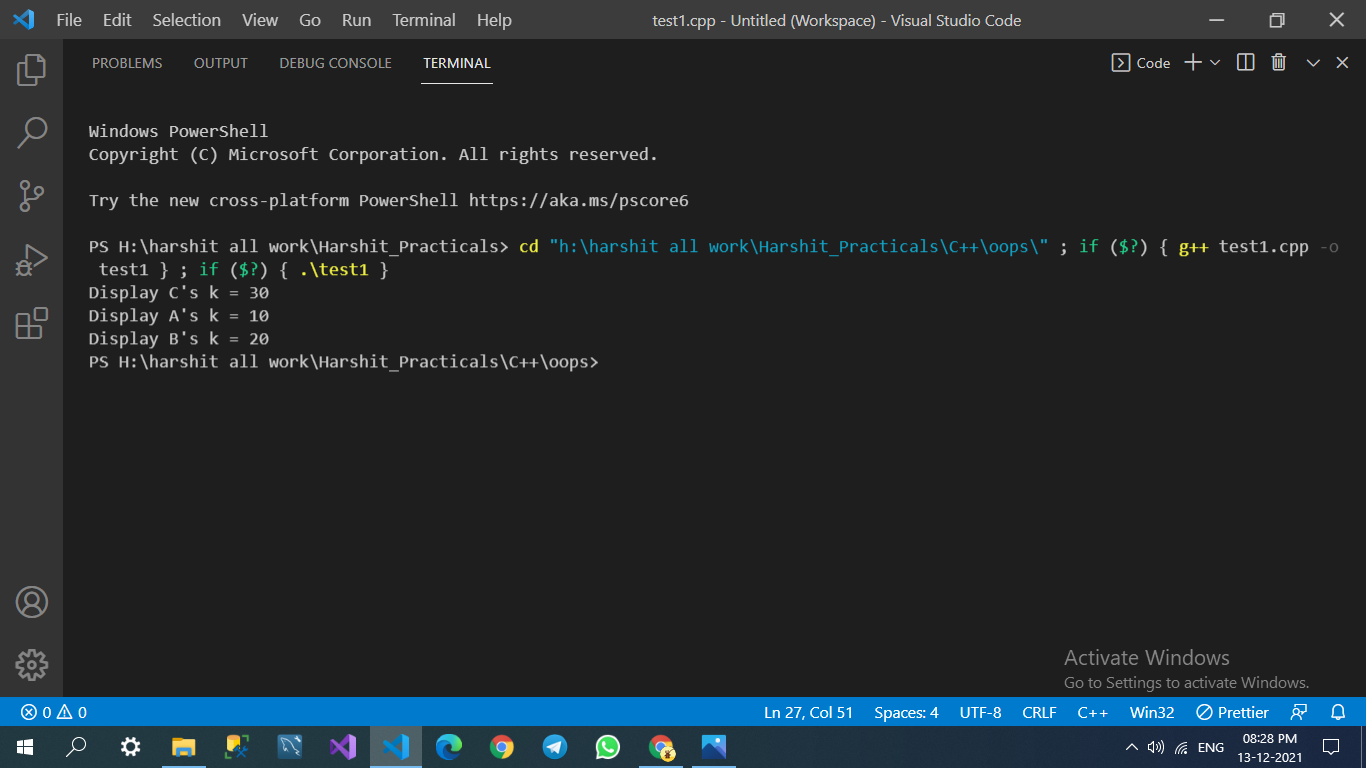 File Edit Selection View Go Run Terminal Help test1.cpp - Untitled (Workspace) - Visual Studio Code
PROBLEMS OUTPUT DEBUG CONSOLE TERMINAL Code
Windows PowerShell
Copyright (C) Microsoft Corporation. All rights reserved.
Try the new cross-platform PowerShell https://aka.ms/pscore6
PS H:\harshit all work\Harshit_Practicals> cd "h:\harshit all work\Harshit_Practicals\C++\oops\" ; if ($?) { g++ test1.cpp -o
test1 } ; if ($?) { .\test1 }
Display C's k = 30
Display A's k = 10
Display B's k = 20
PS H:\harshit all work\Harshit_Practicals\C++\oops>
Activate Windows
Go to Settings to activate Windows.
0 0 Ln 27, Col 51 Spaces: 4 UTF-8 CRLF C++ Win32 Prettier
ENG 08:28 PM
13-12-2021